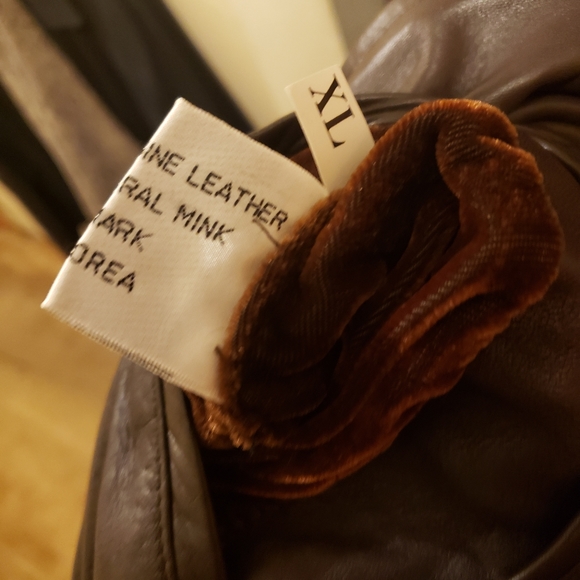 XL
INE LEATHER
RAL MINK
ARK
OREA